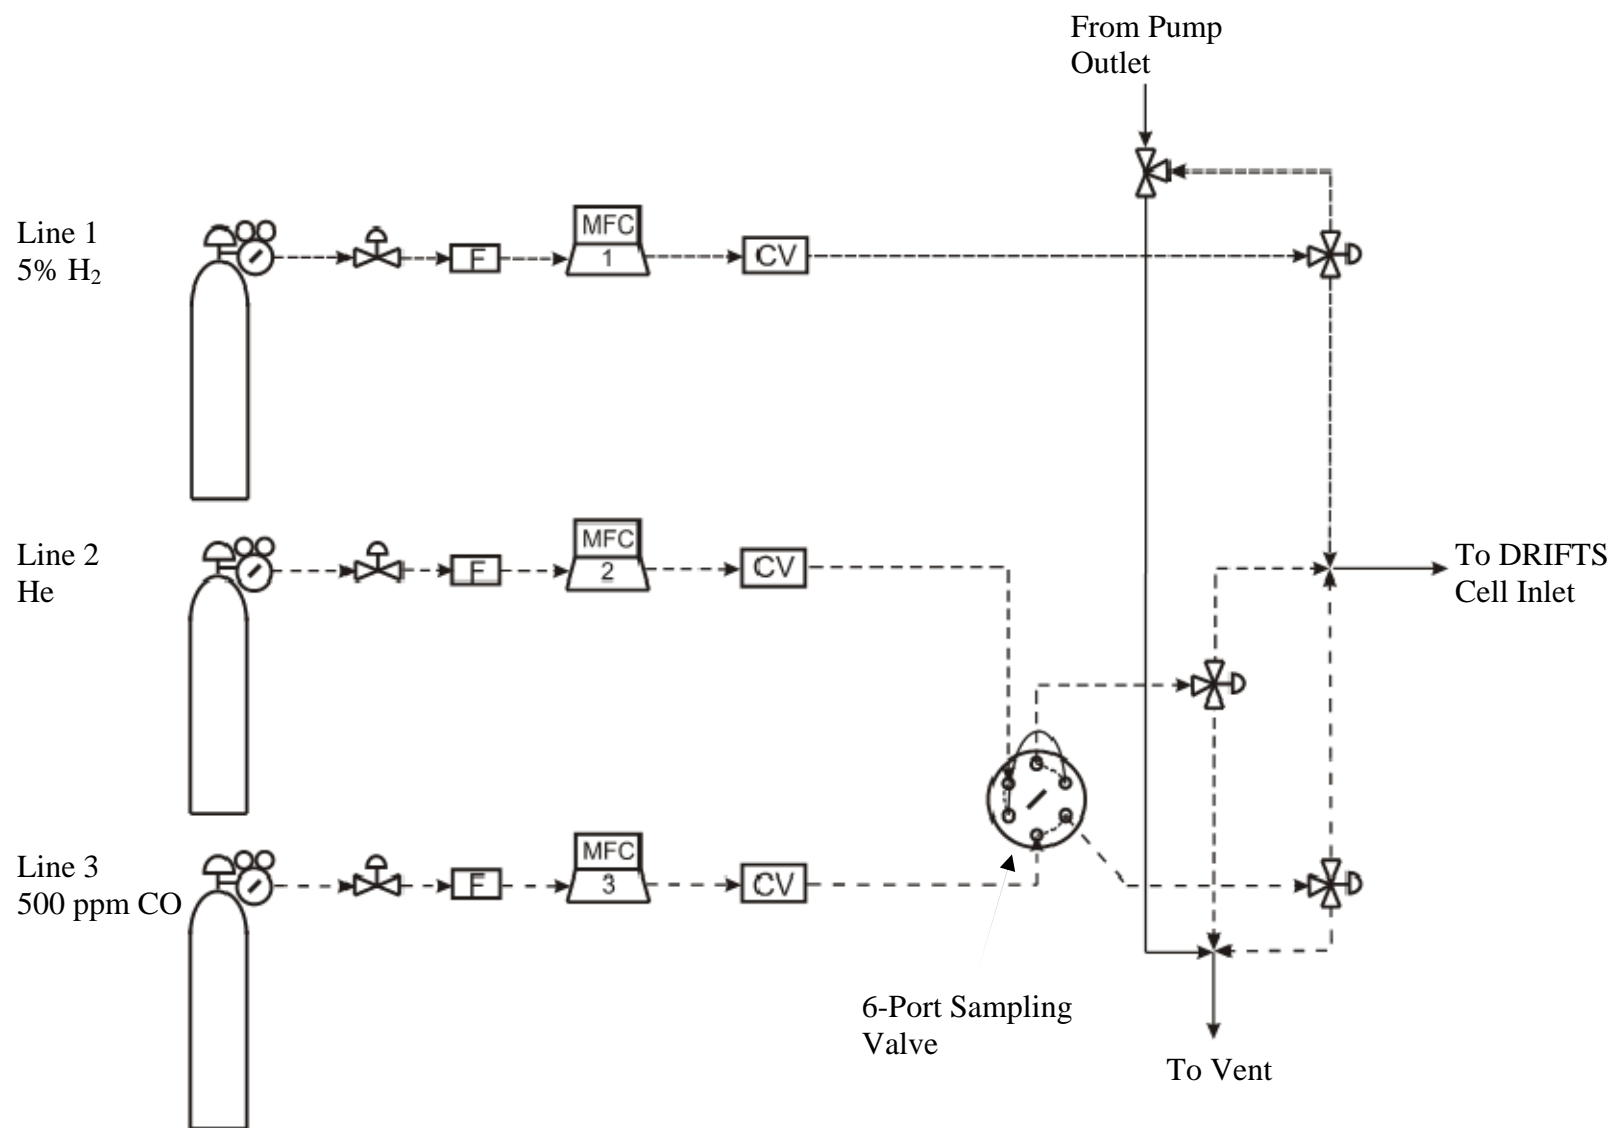 From Pump
Outlet
Line 1
5% H₂
MFC
1
F
CV
Line 2
He
MFC
2
F
CV
To DRIFTS
Cell Inlet
Line 3
500 ppm CO
MFC
3
F
CV
6-Port Sampling
Valve
To Vent